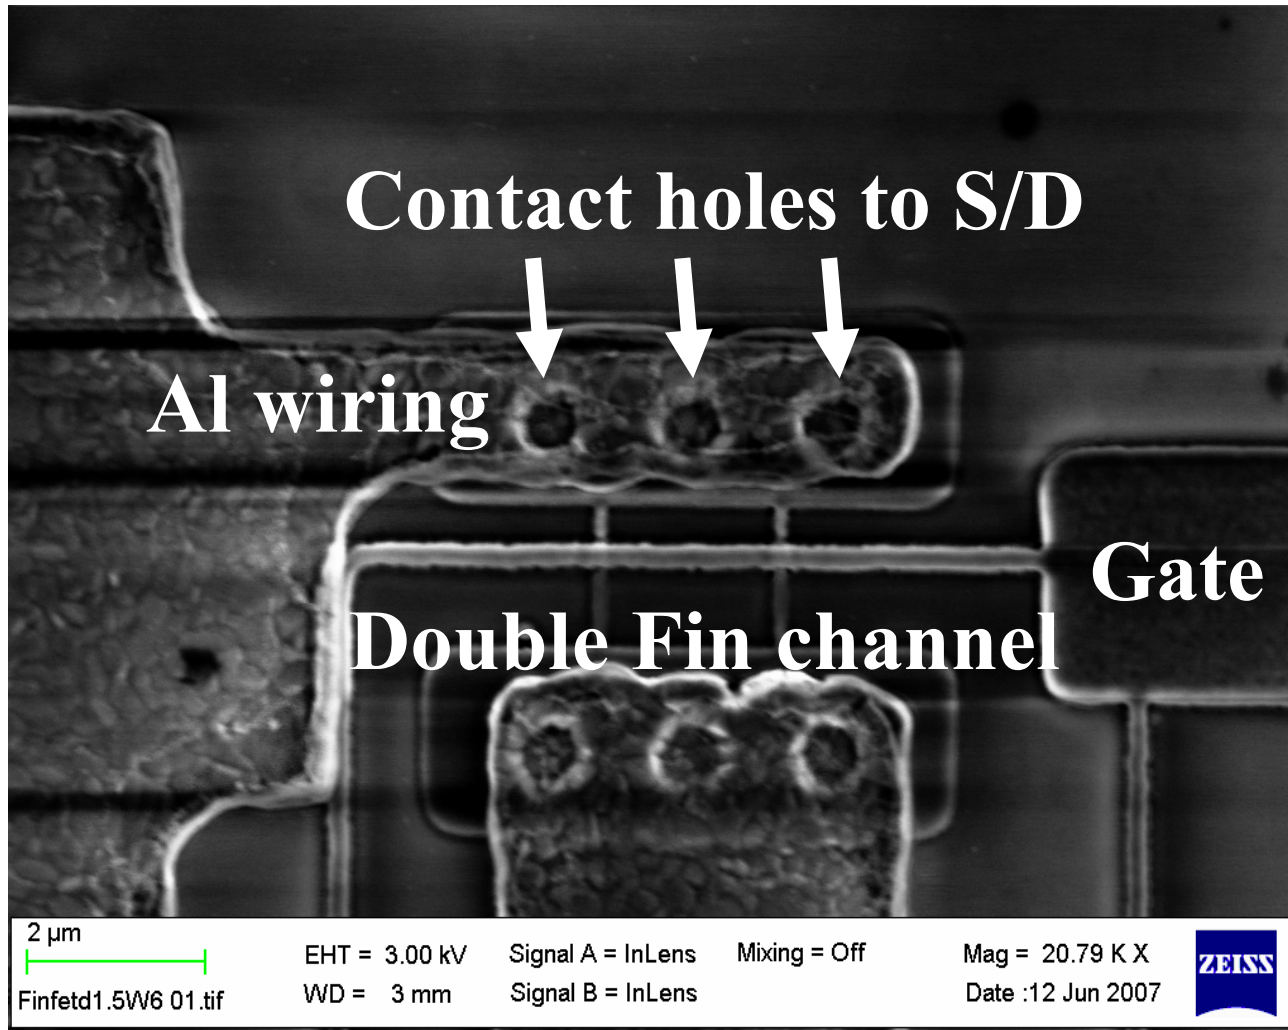 Contact holes to S/D
Al wiring
Gate
Double Fin channel
2 µm
EHT = 3.00 kV
Signal A = InLens
Mixing = Off
Mag = 20.79 K X
WD = 3 mm
Signal B = InLens
Date :12 Jun 2007
Finfetd1.5W6 01.tif
ZEISS